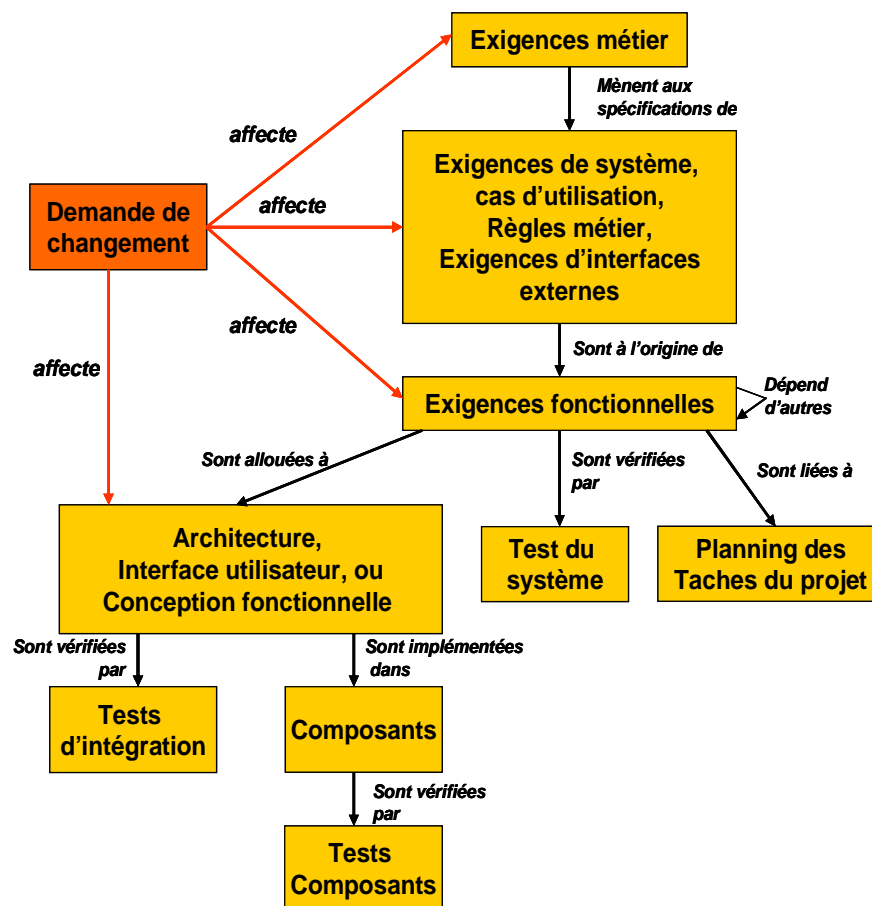 Exigences métier
Mènent aux
spécifications de
affecte
Exigences de système,
cas d'utilisation,
Règles métier,
Exigences d'interfaces
externes
Demande de
changement
affecte
affecte
affecte
Sont à l'origine de
Exigences fonctionnelles
Dépend
d'autres
Sont allouées à
Sont vérifiées
par
Sont liées à
Architecture,
Interface utilisateur, ou
Conception fonctionnelle
Test du
système
Planning des
Taches du projet
Sont vérifiées
par
Sont implémentées
dans
Tests
d'intégration
Composants
Sont vérifiées
par
Tests
Composants